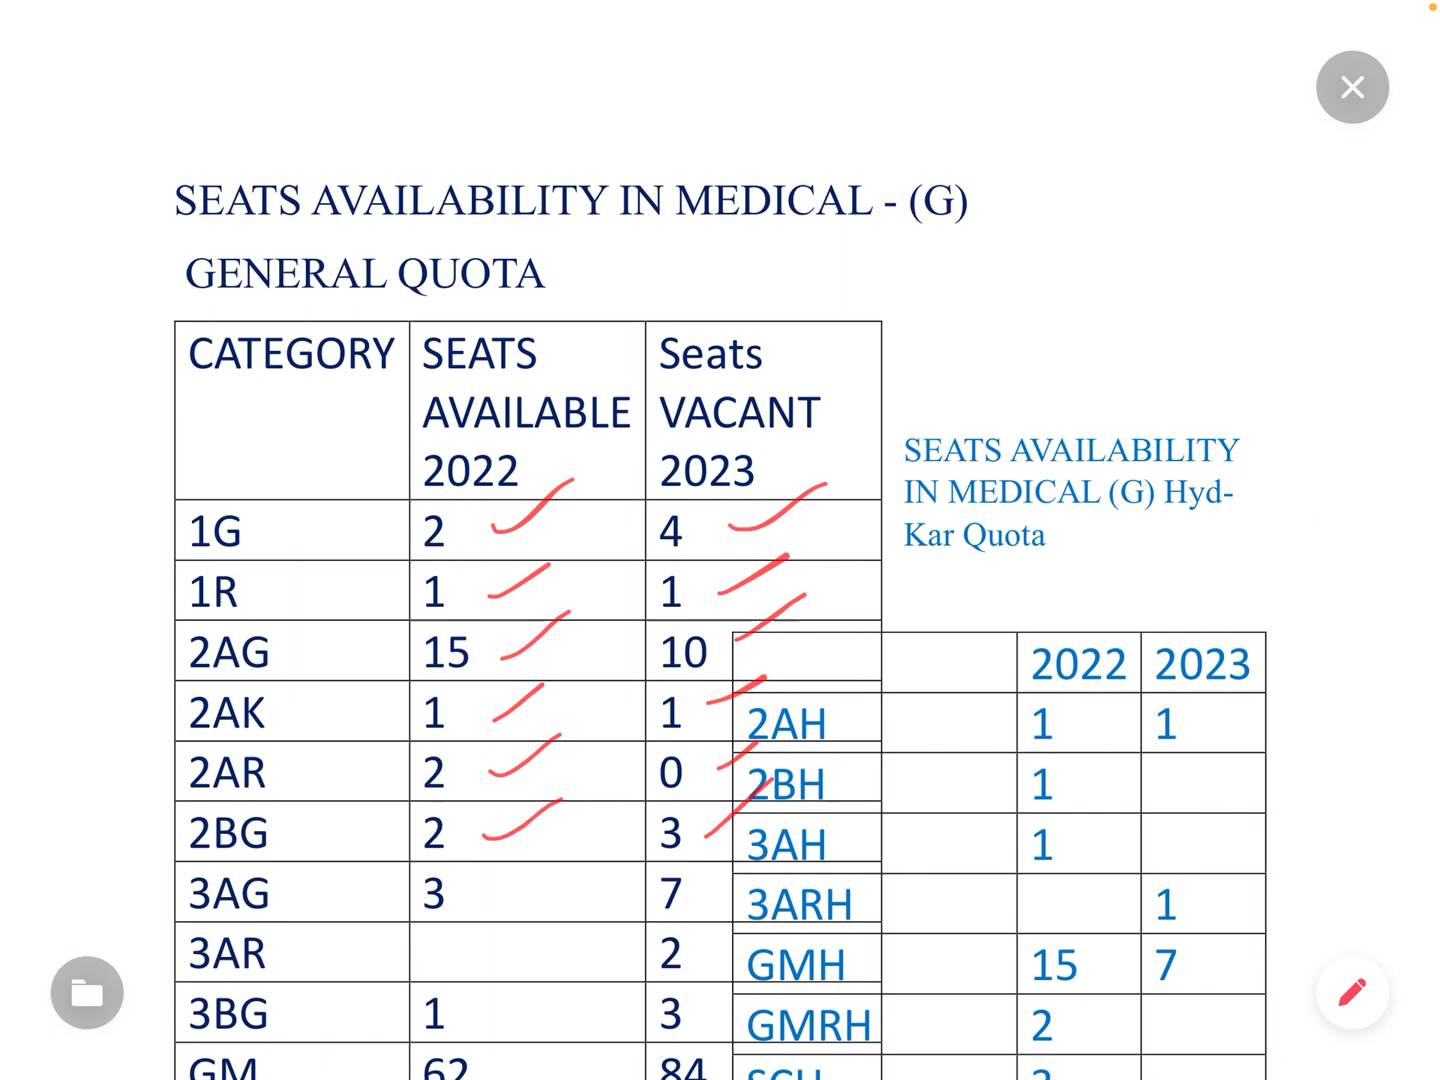 SEATS AVAILABILITY IN MEDICAL - (G)
GENERAL QUOTA
CATEGORY SEATS AVAILABLE 2022 Seats VACANT 2023
1G 2 4
1R 1 1
2AG 15 10
2AK 1 1
2AR 2 0
2BG 2 3
3AG 3 7
3AR 2
3BG 1 3
GM 62 84
SEATS AVAILABILITY
IN MEDICAL (G) Hyd-
Kar Quota
2022 2023
2AH 1 1
2BH 1
3AH 1
3ARH 1
GMH 15 7
GMRH 2